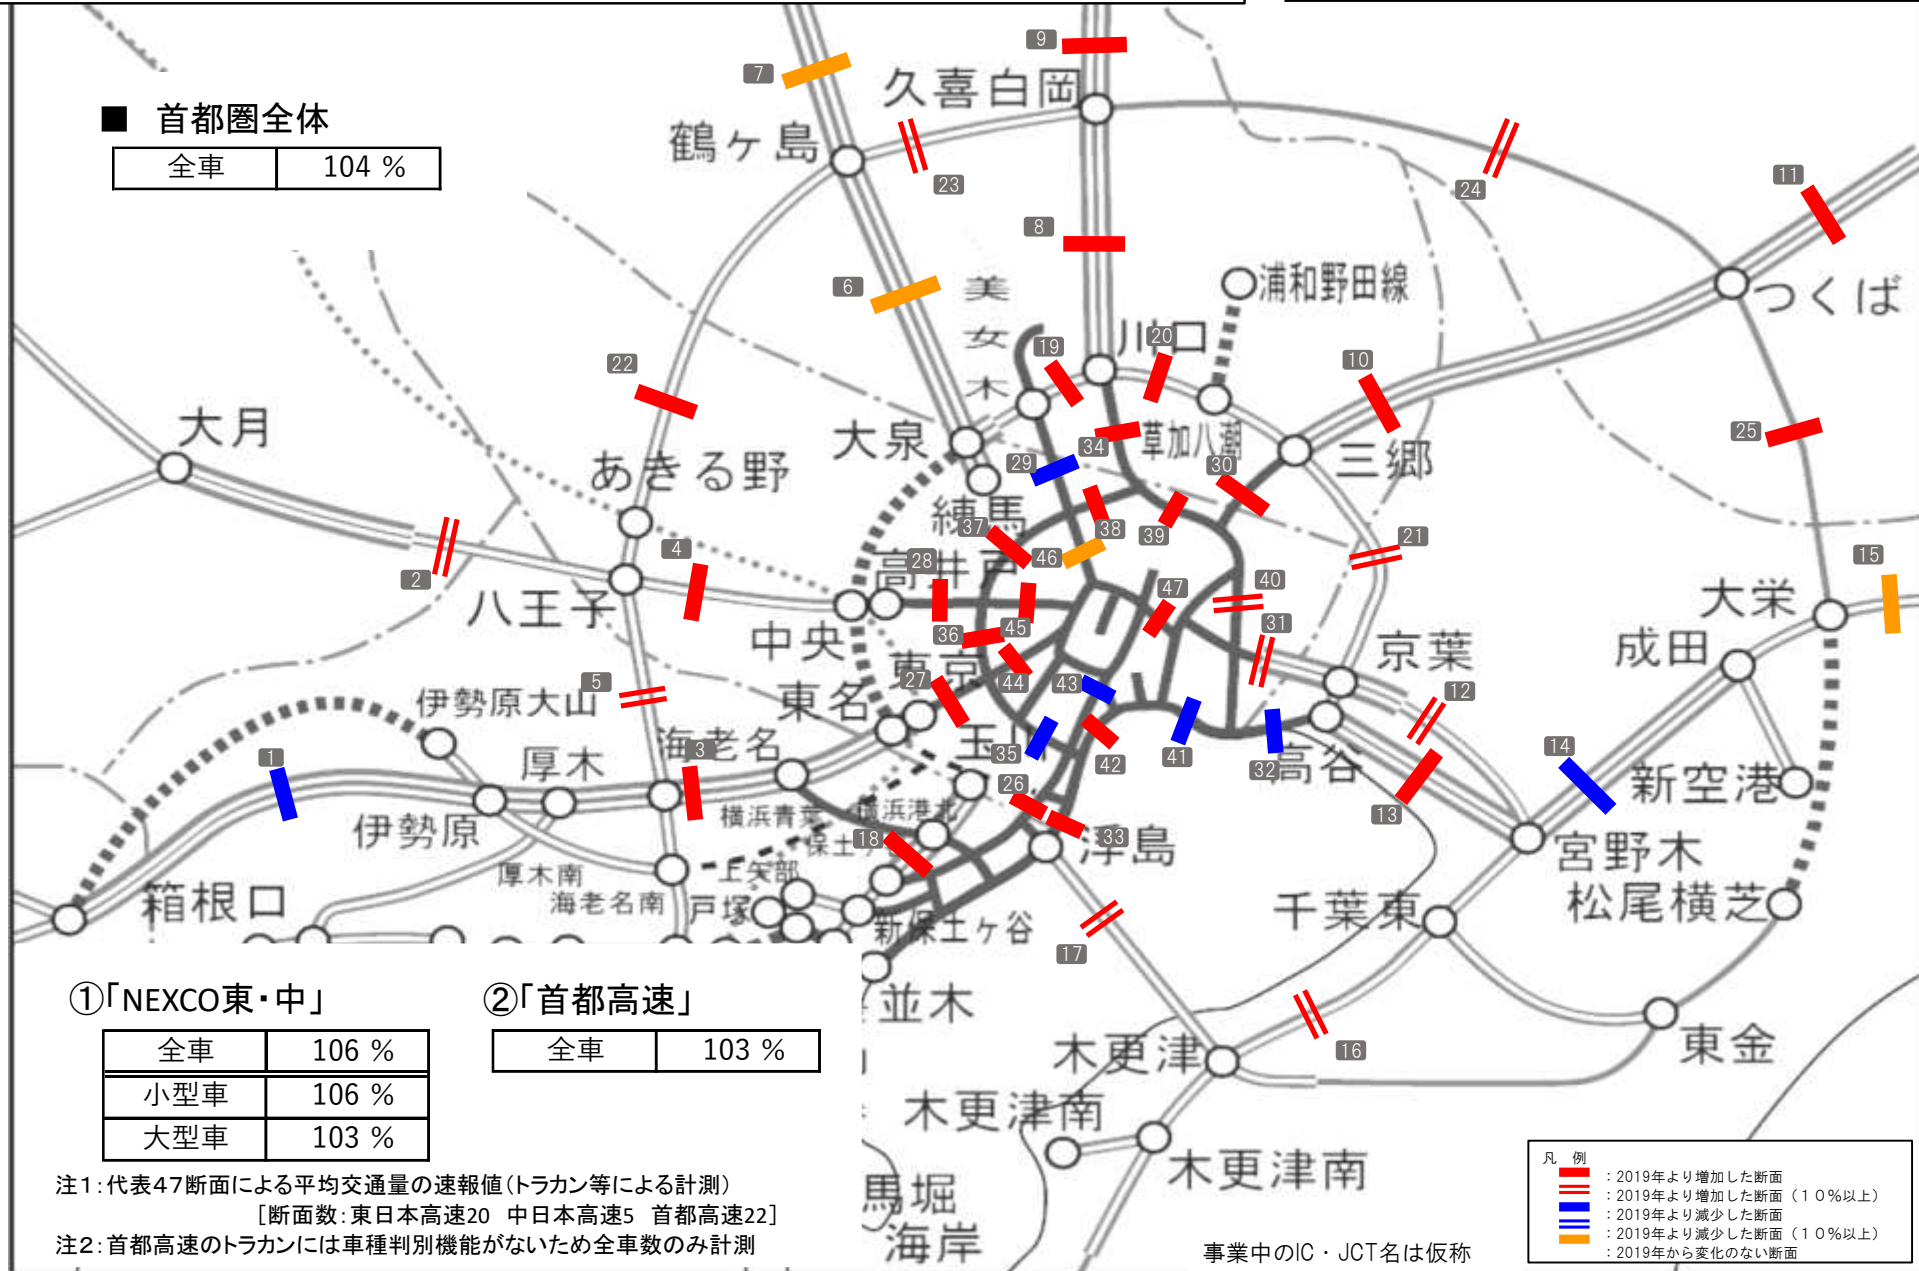 ■ 首都圏全体
全車 104 %
7
9
久喜白岡
鶴ヶ島
23
24
11
8
6
美女木
浦和野田線
つくば
川口
19
20
22
10
大月
大泉
34
草加八潮
25
あきる野
29
30
三郷
練馬
37
38
39
21
2
4
28
高井戸
46
47
40
15
八王子
36
45
31
大栄
中央
東京
44
京葉
成田
5
27
43
12
伊勢原大山
東名
海老名
玉川
1
厚木
3
35
42
41
32
高谷
14
新空港
伊勢原
横浜青葉
横浜港北
26
13
18
保土ヶ谷
33
浮島
宮野木
厚木南
上矢部
箱根口
海老名南
戸塚
新保土ヶ谷
千葉東
松尾横芝
17
並木
木更津
16
東金
木更津南
木更津南
馬堀海岸
①「NEXCO東・中」
全車 106 %
小型車 106 %
大型車 103 %
②「首都高速」
全車 103 %
注1:代表47断面による平均交通量の速報値(トラカン等による計測)
[断面数:東日本高速20 中日本高速5 首都高速22]
注2:首都高速のトラカンには車種判別機能がないため全車数のみ計測
事業中のIC・JCT名は仮称
凡 例
:2019年より増加した断面
:2019年より増加した断面(10%以上)
:2019年より減少した断面
:2019年より減少した断面(10%以上)
:2019年から変化のない断面